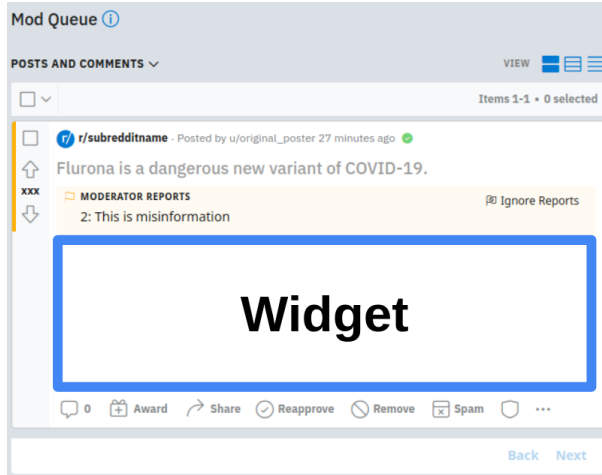 Mod Queue
POSTS AND COMMENTS
VIEW
Items 1-1 • 0 selected
r/ r/subredditname · Posted by u/original_poster 27 minutes ago
Flurona is a dangerous new variant of COVID-19.
xxx
MODERATOR REPORTS
Ignore Reports
2: This is misinformation
Widget
0 Award Share Reapprove Remove Spam ...
Back Next